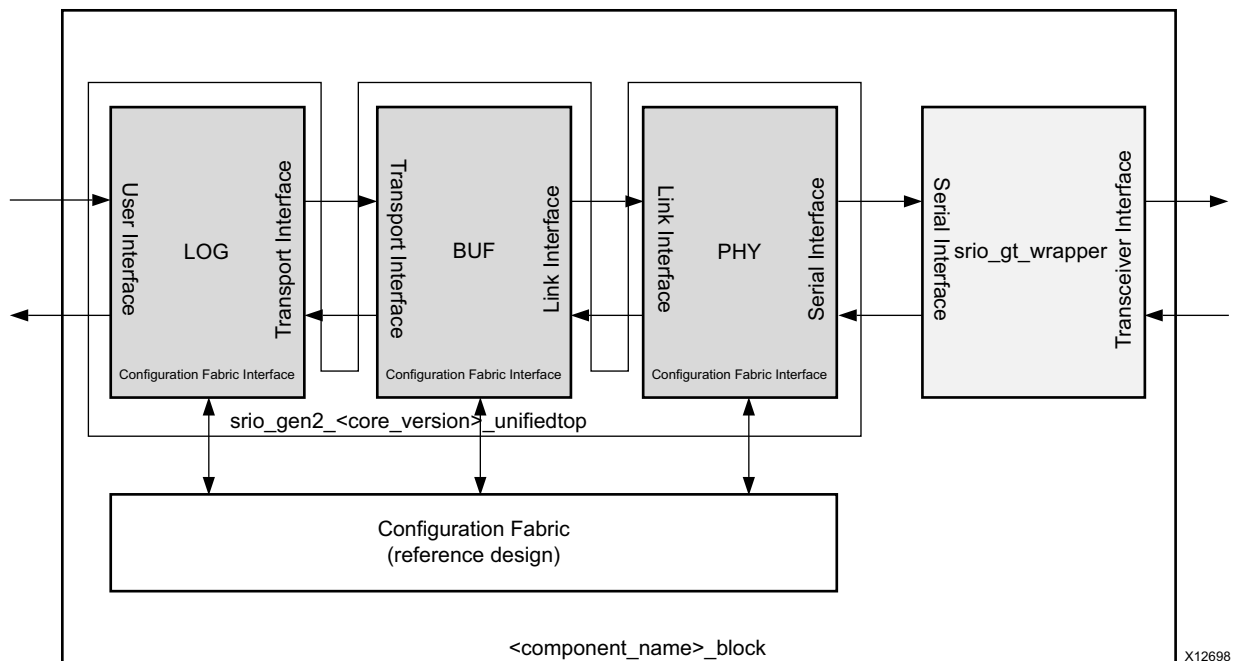 User Interface
LOG
Transport Interface
Configuration Fabric Interface
Transport Interface
BUF
Link Interface
Configuration Fabric Interface
Link Interface
PHY
Serial Interface
Configuration Fabric Interface
Serial Interface
srio_gt_wrapper
Transceiver Interface
srio_gen2_<core_version>_unifiedtop
Configuration Fabric
(reference design)
<component_name>_block
X12698